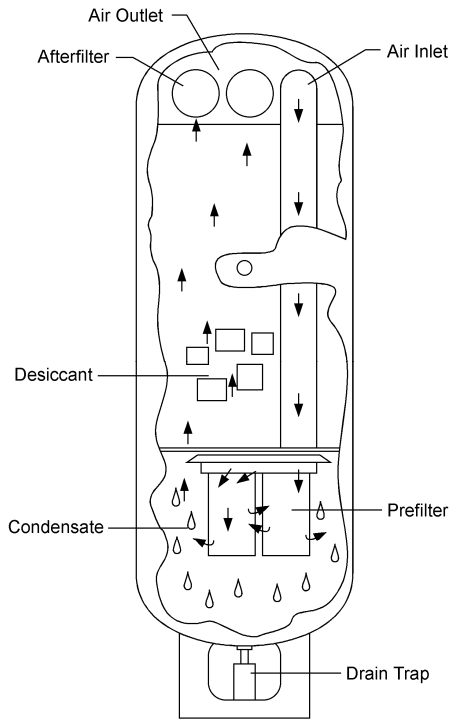 Air Outlet
Afterfilter
Air Inlet
Desiccant
Prefilter
Condensate
Drain Trap